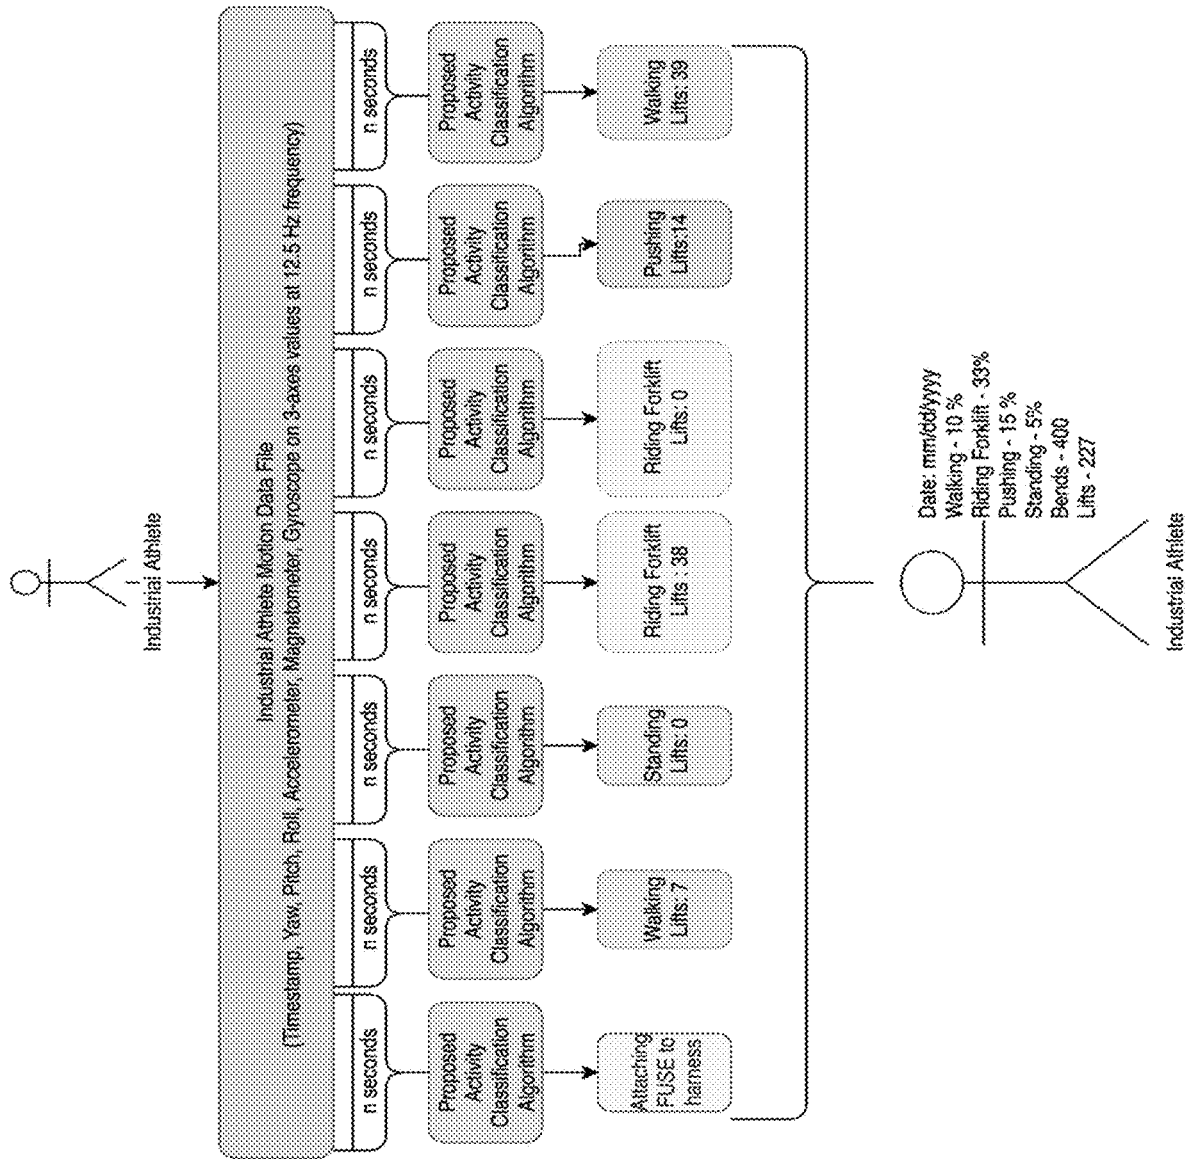 Industrial Athlete
Industrial Athlete Motion Data File
(Timestamp, Yaw, Pitch, Roll, Accelerometer, Magnetometer, Gyroscope on 3-axes values at 12.5 Hz frequency)
n seconds
n seconds
n seconds
n seconds
n seconds
n seconds
n seconds
Proposed
Activity
Classification
Algorithm
Proposed
Activity
Classification
Algorithm
Proposed
Activity
Classification
Algorithm
Proposed
Activity
Classification
Algorithm
Proposed
Activity
Classification
Algorithm
Proposed
Activity
Classification
Algorithm
Proposed
Activity
Classification
Algorithm
Attaching
FUSE to
harness
Walking
Lifts: 7
Standing
Lifts: 0
Riding Forklift
Lifts 38
Riding Forklift
Lifts: 0
Pushing
Lifts:14
Walking
Lifts: 39
Date: mm/dd/yyyy
Walking - 10 %
Riding Forklift - 33%
Pushing - 15 %
Standing - 5%
Bends - 400
Lifts - 227
Industrial Athlete